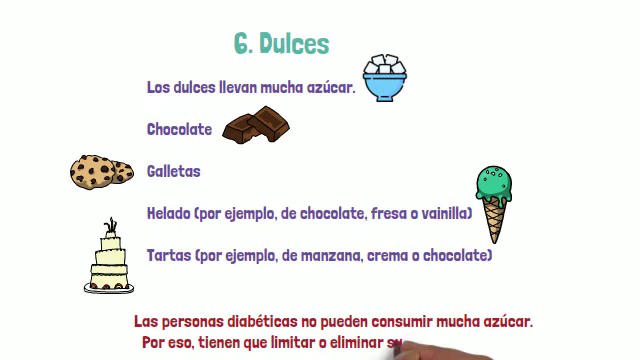 6. Dulces
Los dulces llevan mucha azúcar.
Chocolate
Galletas
Helado (por ejemplo, de chocolate, fresa o vainilla)
Tartas (por ejemplo, de manzana, crema o chocolate)
Las personas diabéticas no pueden consumir mucha azúcar.
Por eso, tienen que limitar o eliminar